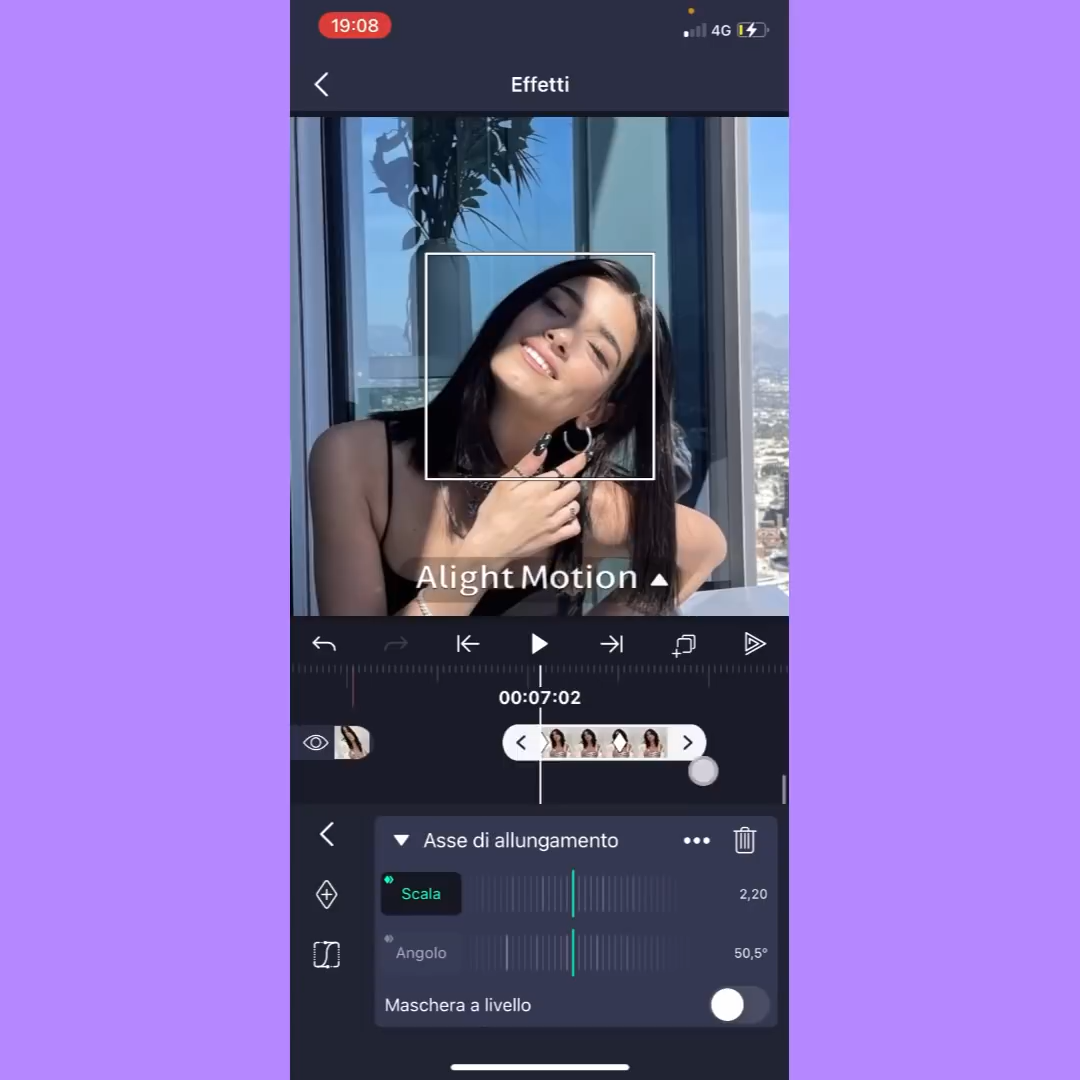 19:08
4G
Effetti
Alight Motion
00:07:02
Asse di allungamento
Scala
2,20
Angolo
50,5°
Maschera a livello